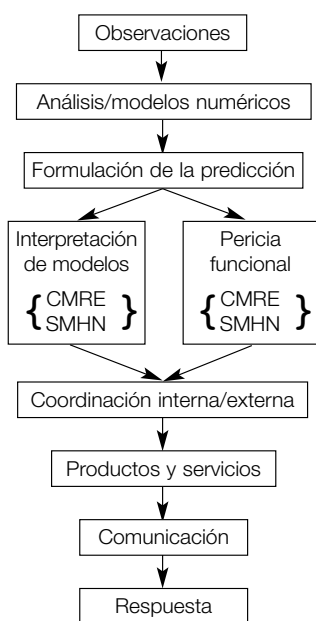 Observaciones
Análisis/modelos numéricos
Formulación de la predicción
Interpretación
de modelos
{ CMRE }
SMHN
Pericia
funcional
{ CMRE }
SMHN
Coordinación interna/externa
Productos y servicios
Comunicación
Respuesta